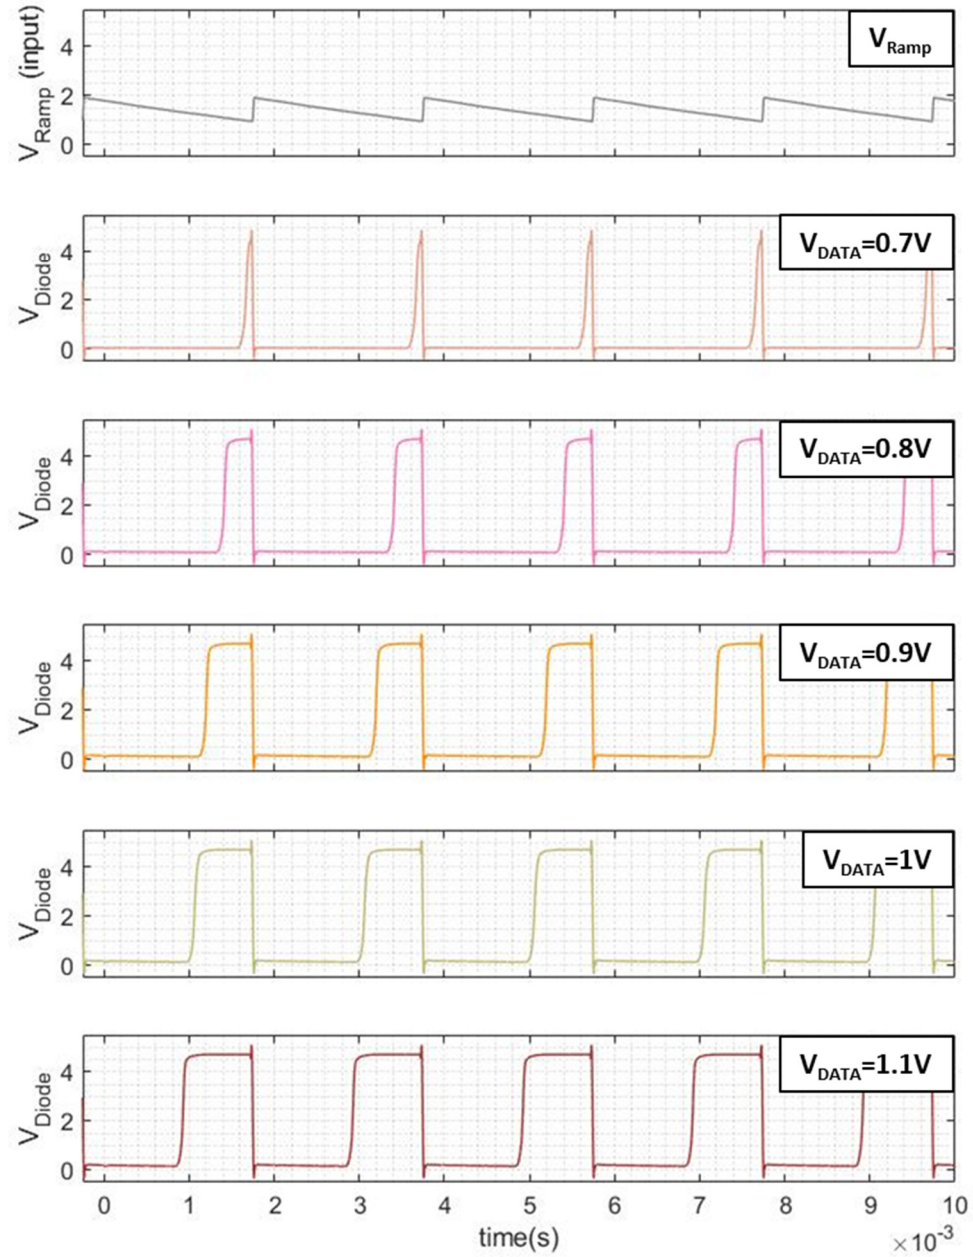 V_Ramp (input)
4
2
0
V_Ramp
V_Diode
4
2
0
V_DATA=0.7V
V_Diode
4
2
0
V_DATA=0.8V
V_Diode
4
2
0
V_DATA=0.9V
V_Diode
4
2
0
V_DATA=1V
V_Diode
4
2
0
V_DATA=1.1V
0 1 2 3 4 5 6 7 8 9 10
time(s)
×10^-3